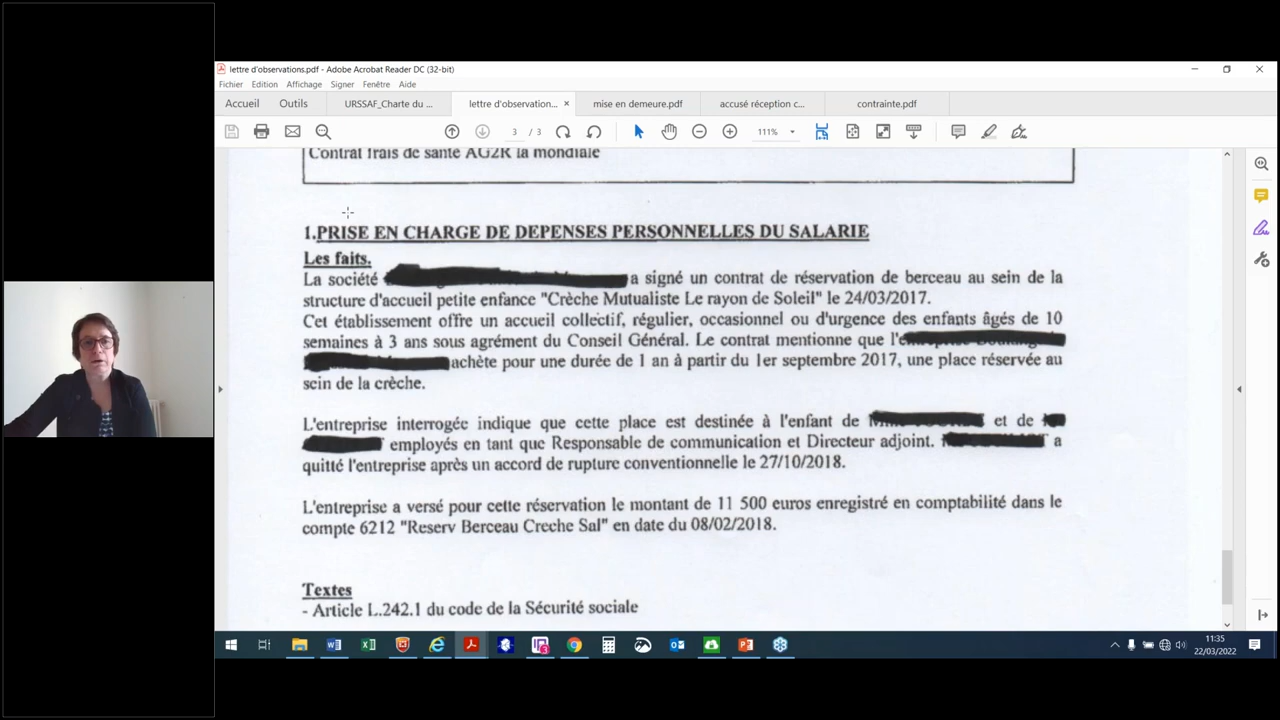 lettre d'observations.pdf - Adobe Acrobat Reader DC (32-bit)
Fichier Edition Affichage Signer Fenêtre Aide
Accueil Outils URSSAF_Charte du ... lettre d'observation... × mise en demeure.pdf accusé réception c... contrainte.pdf
3 / 3 111%
Contrat frais de santé AG2R la mondiale
1.PRISE EN CHARGE DE DEPENSES PERSONNELLES DU SALARIE
Les faits.
La société a signé un contrat de réservation de berceau au sein de la
structure d'accueil petite enfance "Crèche Mutualiste Le rayon de Soleil" le 24/03/2017.
Cet établissement offre un accueil collectif, régulier, occasionnel ou d'urgence des enfants âgés de 10
semaines à 3 ans sous agrément du Conseil Général. Le contrat mentionne que
achète pour une durée de 1 an à partir du 1er septembre 2017, une place réservée au
sein de la crèche.
L'entreprise interrogée indique que cette place est destinée à l'enfant de et de
employés en tant que Responsable de communication et Directeur adjoint. a
quitté l'entreprise après un accord de rupture conventionnelle le 27/10/2018.
L'entreprise a versé pour cette réservation le montant de 11 500 euros enregistré en comptabilité dans le
compte 6212 "Reserv Berceau Creche Sal" en date du 08/02/2018.
Textes
- Article L.242.1 du code de la Sécurité sociale
11:35
22/03/2022